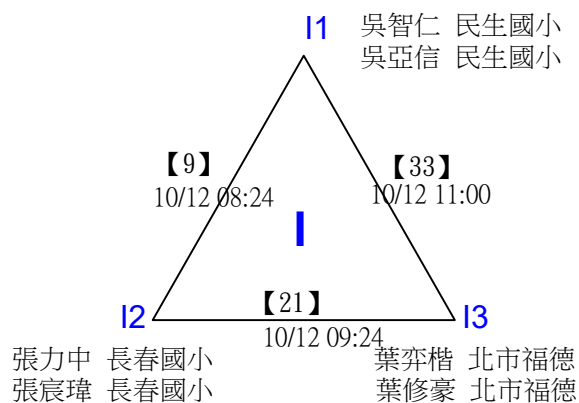 I1 吳智仁 民生國小
吳亞信 民生國小
【9】
10/12 08:24
【33】
10/12 11:00
I
【21】
10/12 09:24
I2
I3
張力中 長春國小
張宸瑋 長春國小
葉弈楷 北市福德
葉修豪 北市福德